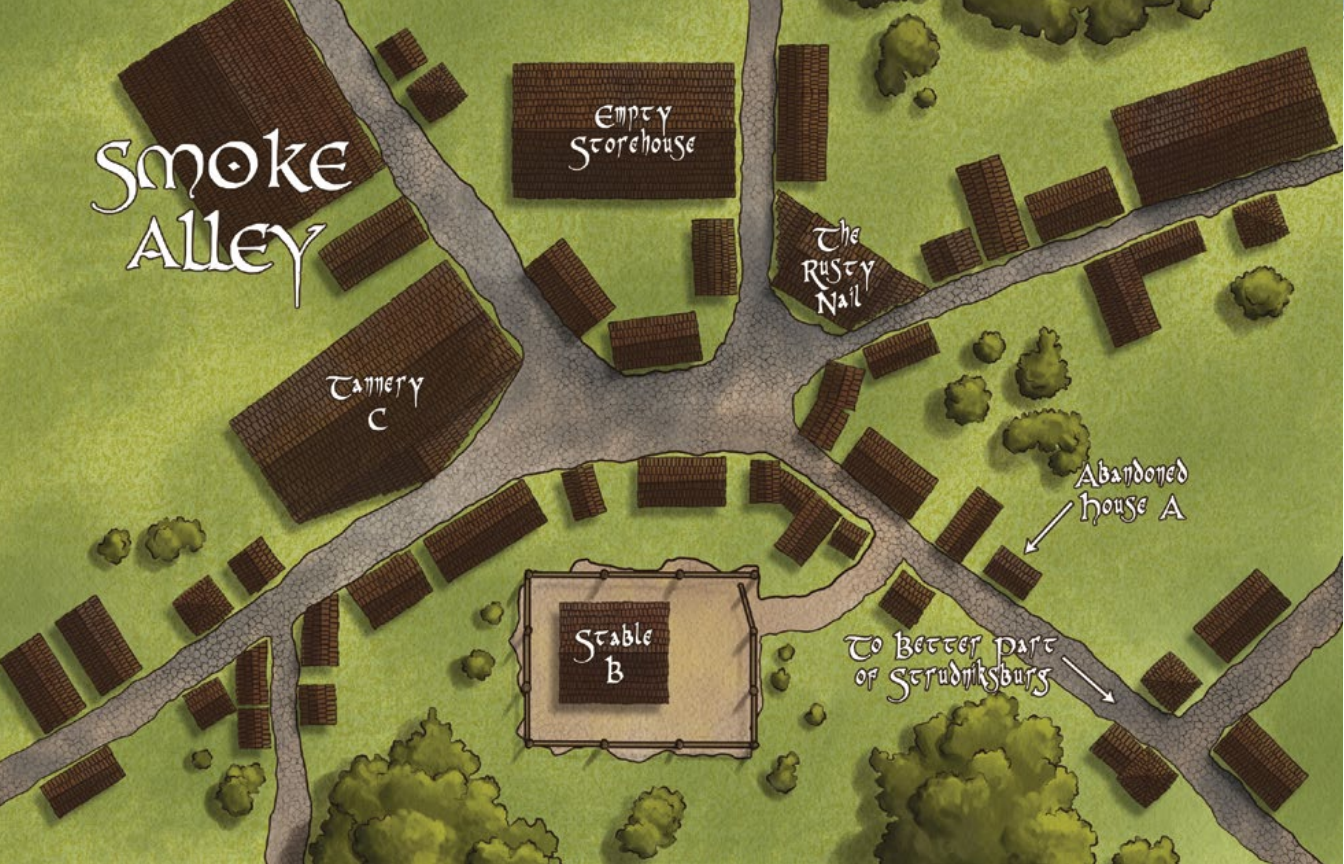 Smoke
Alley
Empty
Storehouse
The
Rusty
Nail
Tannery
C
Abandoned
House A
Stable
B
To Better Part
of Strudniksburg